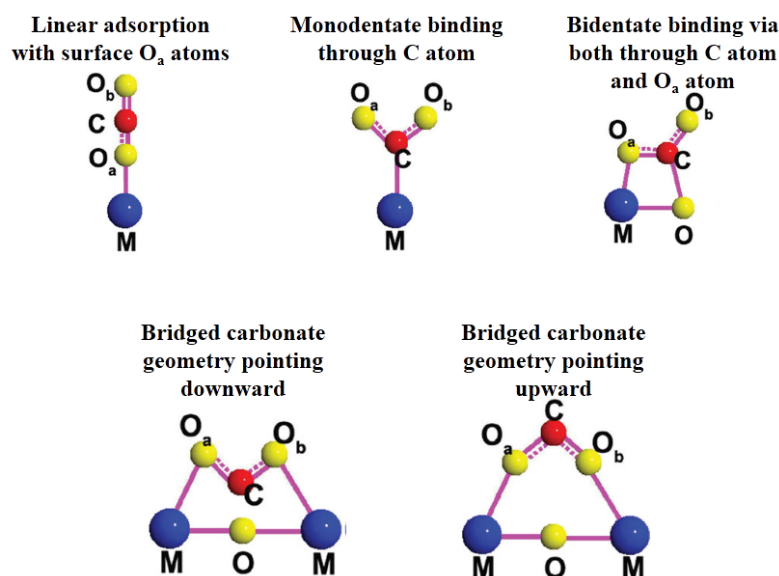 Linear adsorption
with surface Oa atoms
Monodentate binding
through C atom
Bidentate binding via
both through C atom
and Oa atom
Ob
C
Oa
M
Oa
Ob
C
M
Ob
Oa
C
M
O
Bridged carbonate
geometry pointing
downward
Bridged carbonate
geometry pointing
upward
Oa
Ob
C
M
O
M
C
Oa
Ob
M
O
M